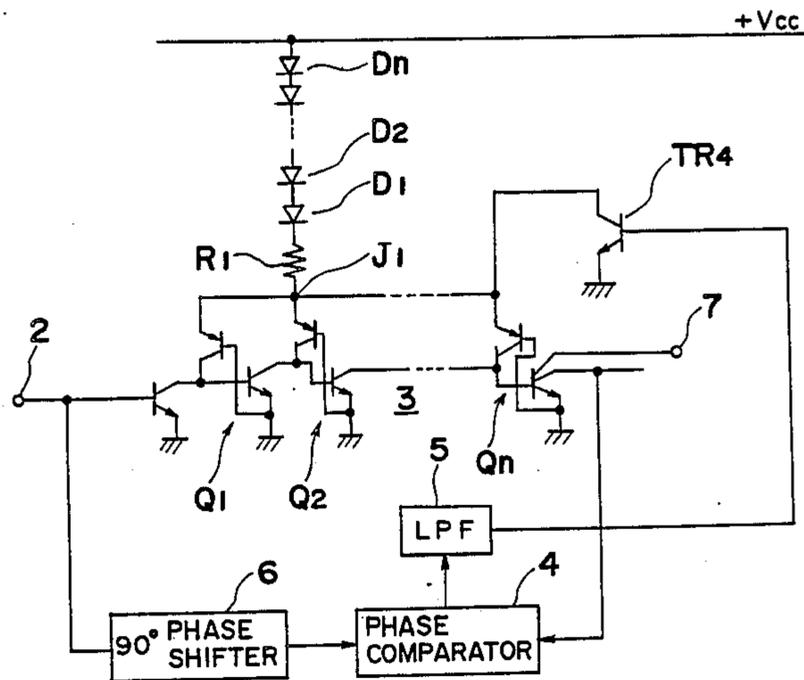 +Vcc
Dn
D2
D1
TR4
R1
J1
2
7
3
Q1
Q2
Qn
5
LPF
6
4
90° PHASE SHIFTER
PHASE
COMPARATOR